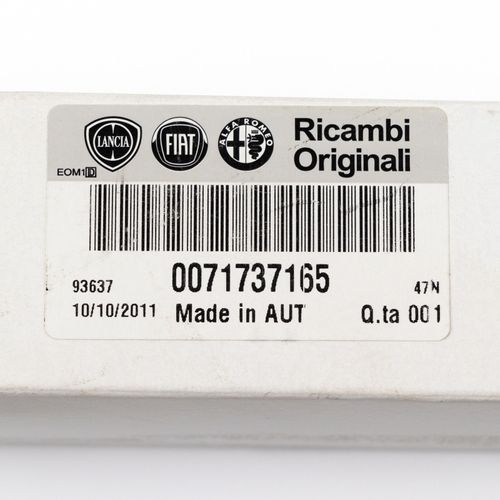 LANCIA FIAT ALFA ROMEO Ricambi
Originali
EOM1D
93637 0071737165 47N
10/10/2011 Made in AUT Q.ta 001